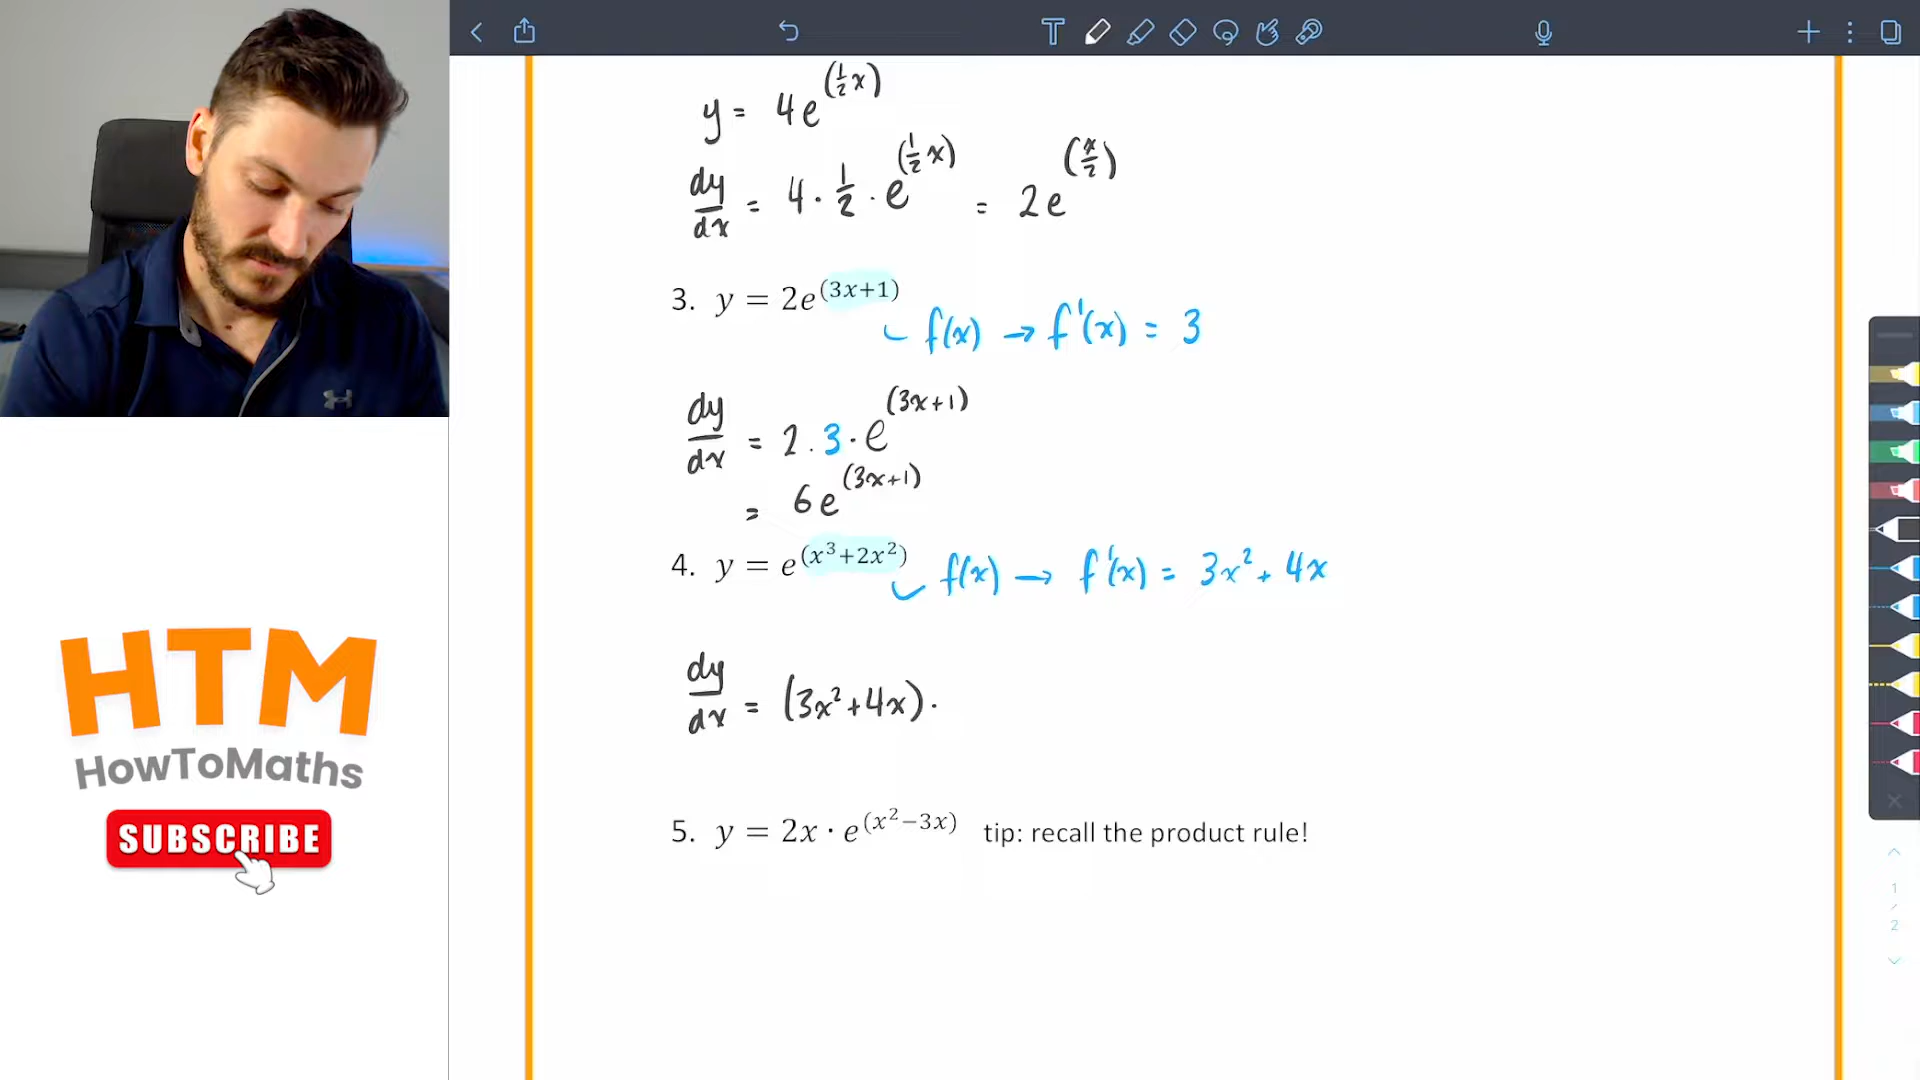 y = 4e^(½x)
dy/dx = 4 · ½ · e^(½x) = 2e^(x/2)
3. y = 2e^(3x+1)
f(x) → f'(x) = 3
dy/dx = 2 . 3 · e^(3x+1)
= 6e^(3x+1)
4. y = e^(x³+2x²)
f(x) → f'(x) = 3x² + 4x
dy/dx = (3x² + 4x) ·
5. y = 2x · e^(x²−3x) tip: recall the product rule!
HTM
HowToMaths
SUBSCRIBE
T
1
/
2